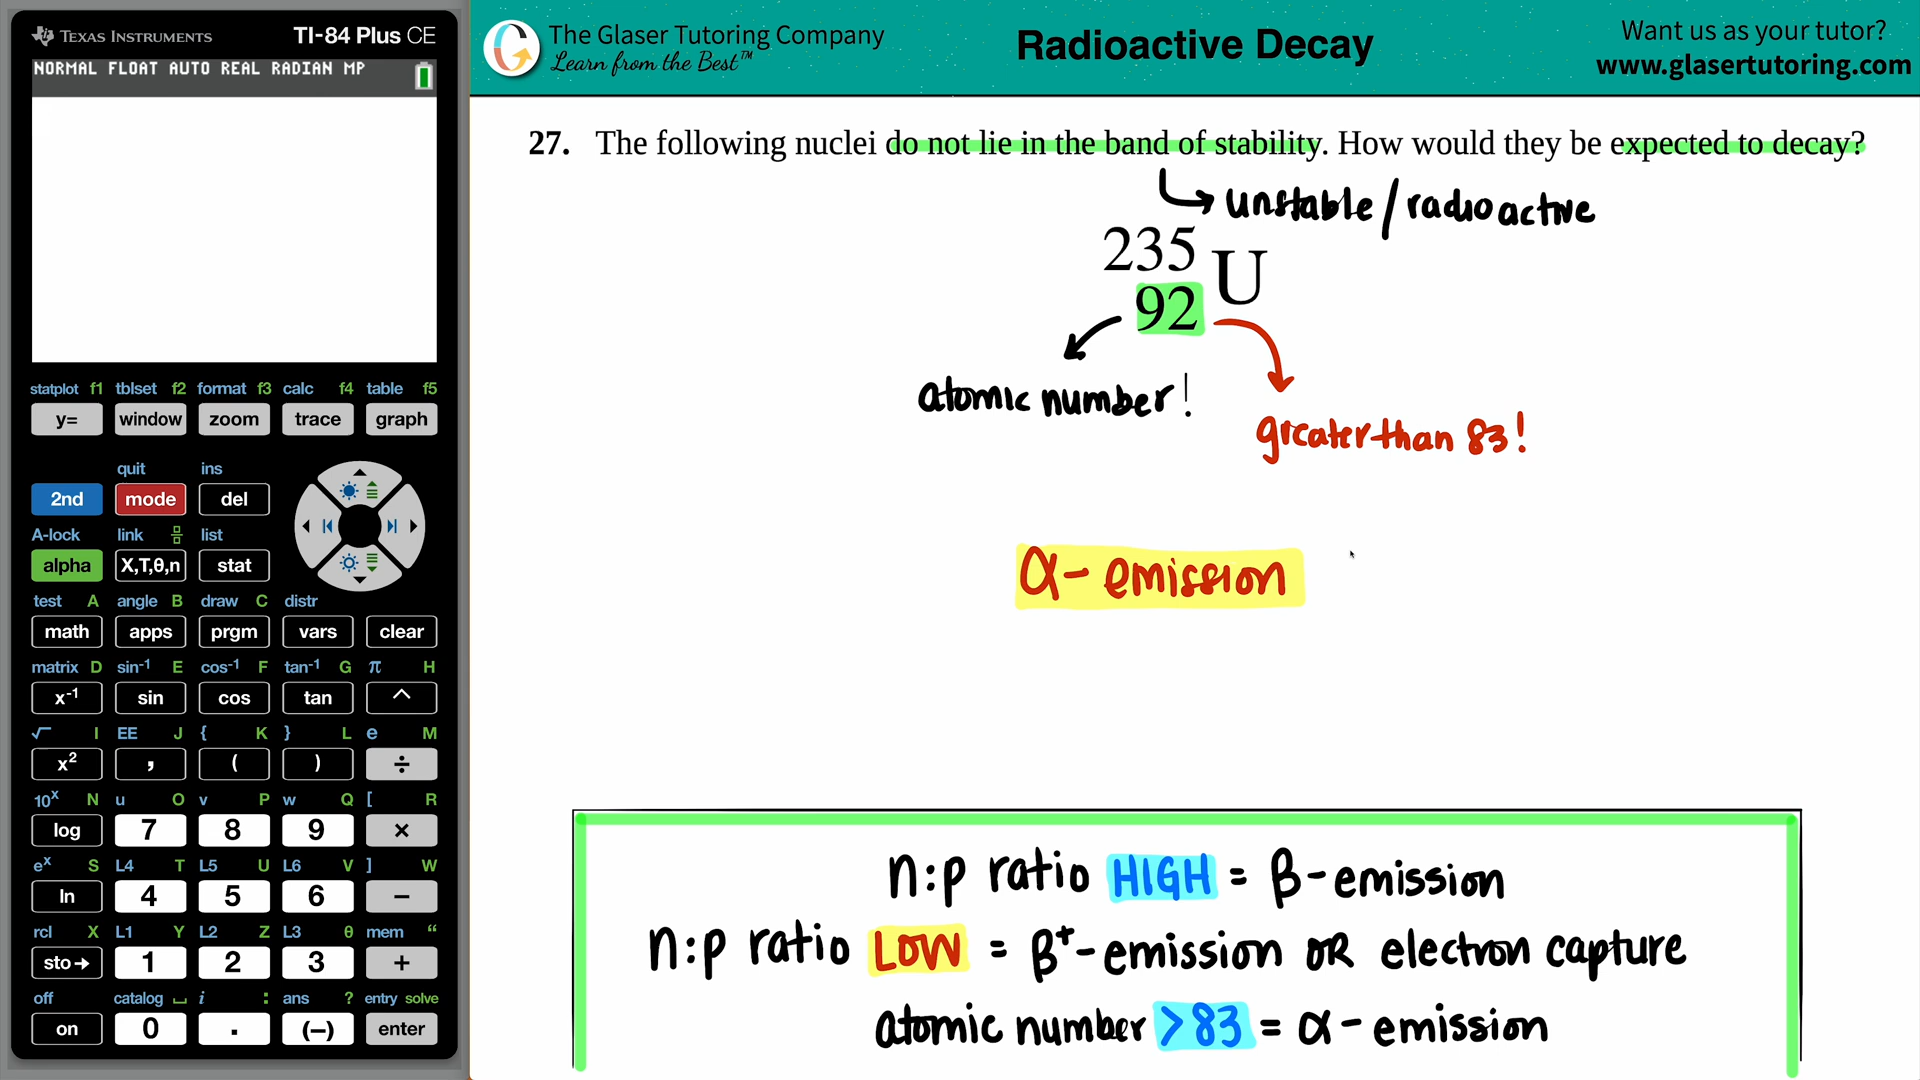 TEXAS INSTRUMENTS TI-84 Plus CE
NORMAL FLOAT AUTO REAL RADIAN MP
statplot f1 tblset f2 format f3 calc f4 table f5
y= window zoom trace graph
quit ins
2nd mode del
A-lock link list
alpha X,T,θ,n stat
test A angle B draw C distr
math apps prgm vars clear
matrix D sin⁻¹ E cos⁻¹ F tan⁻¹ G π H
x⁻¹ sin cos tan ^
√ I EE J { K } L e M
x² , ( ) ÷
10ˣ N u O v P w Q [ R
log 7 8 9 ×
eˣ S L4 T L5 U L6 V ] W
ln 4 5 6 −
rcl X L1 Y L2 Z L3 θ mem “
sto→ 1 2 3 +
off catalog ⎵ i : ans ? entry solve
on 0 . (−) enter
The Glaser Tutoring Company
Learn from the Best™
Radioactive Decay
Want us as your tutor?
www.glasertutoring.com
27. The following nuclei do not lie in the band of stability. How would they be expected to decay?
unstable/radioactive
235
92 U
atomic number!
greater than 83!
α- emission
n:p ratio HIGH = β-emission
n:p ratio LOW = β⁺-emission OR electron capture
atomic number >83 = α-emission